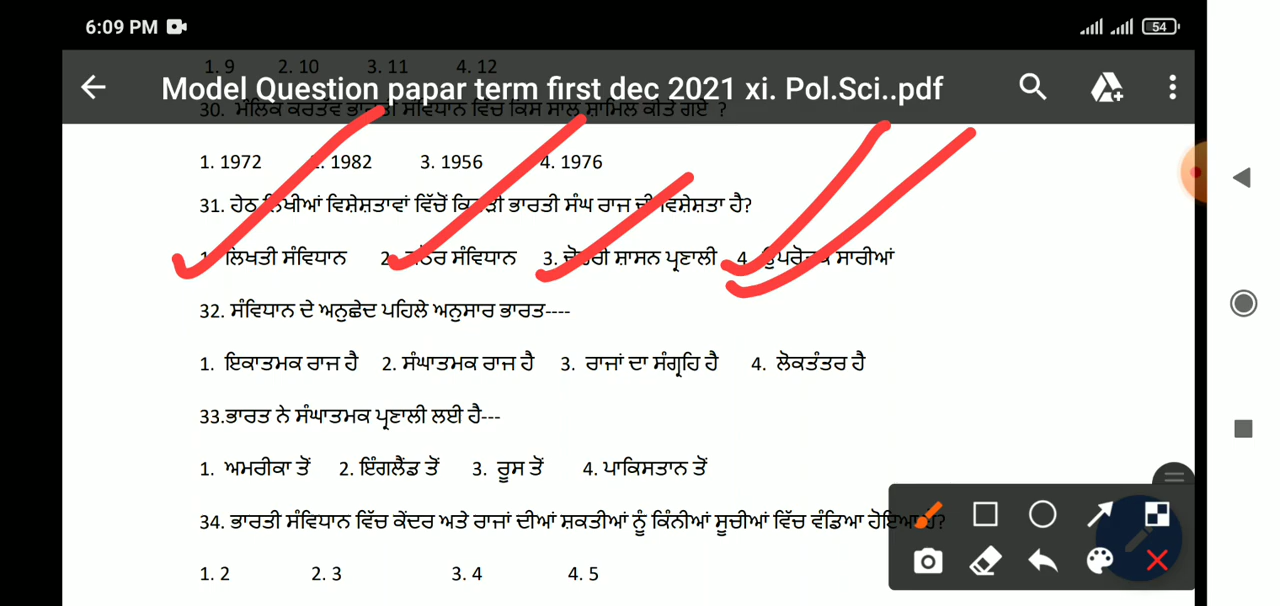 6:09 PM
54
1. 9 2. 10 3. 11 4. 12
Model Question papar term first dec 2021 xi. Pol.Sci..pdf
30. ਮੌਲਿਕ ਕਰਤੱਵ ਭਾਰਤੀ ਸੰਵਿਧਾਨ ਵਿੱਚ ਕਿਸ ਸਾਲ ਸ਼ਾਮਿਲ ਕੀਤੇ ਗਏ ?
1. 1972 2. 1982 3. 1956 4. 1976
31. ਹੇਠ ਲਿਖੀਆਂ ਵਿਸ਼ੇਸ਼ਤਾਵਾਂ ਵਿੱਚੋਂ ਕਿਹੜੀ ਭਾਰਤੀ ਸੰਘ ਰਾਜ ਦੀ ਵਿਸ਼ੇਸ਼ਤਾ ਹੈ?
1. ਲਿਖਤੀ ਸੰਵਿਧਾਨ 2. ਕਠੋਰ ਸੰਵਿਧਾਨ 3. ਦੋਹਰੀ ਸ਼ਾਸਨ ਪ੍ਰਣਾਲੀ 4. ਉਪਰੋਕਤ ਸਾਰੀਆਂ
32. ਸੰਵਿਧਾਨ ਦੇ ਅਨੁਛੇਦ ਪਹਿਲੇ ਅਨੁਸਾਰ ਭਾਰਤ----
1. ਇਕਾਤਮਕ ਰਾਜ ਹੈ 2. ਸੰਘਾਤਮਕ ਰਾਜ ਹੈ 3. ਰਾਜਾਂ ਦਾ ਸੰਗ੍ਰਹਿ ਹੈ 4. ਲੋਕਤੰਤਰ ਹੈ
33.ਭਾਰਤ ਨੇ ਸੰਘਾਤਮਕ ਪ੍ਰਣਾਲੀ ਲਈ ਹੈ---
1. ਅਮਰੀਕਾ ਤੋਂ 2. ਇੰਗਲੈਂਡ ਤੋਂ 3. ਰੂਸ ਤੋਂ 4. ਪਾਕਿਸਤਾਨ ਤੋਂ
34. ਭਾਰਤੀ ਸੰਵਿਧਾਨ ਵਿੱਚ ਕੇਂਦਰ ਅਤੇ ਰਾਜਾਂ ਦੀਆਂ ਸ਼ਕਤੀਆਂ ਨੂੰ ਕਿੰਨੀਆਂ ਸੂਚੀਆਂ ਵਿੱਚ ਵੰਡਿਆ ਹੋਇਆ ਹੈ?
1. 2 2. 3 3. 4 4. 5